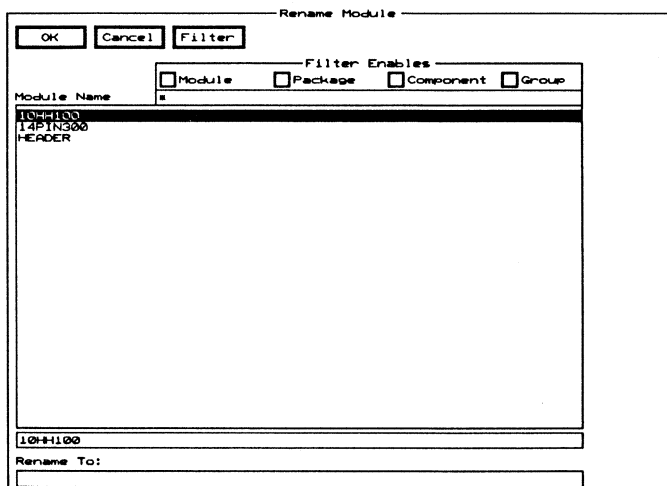 Rename Module
OK Cancel Filter
Filter Enables
Module Package Component Group
Module Name *
10HH100
14PIN300
HEADER
10HH100
Rename To: